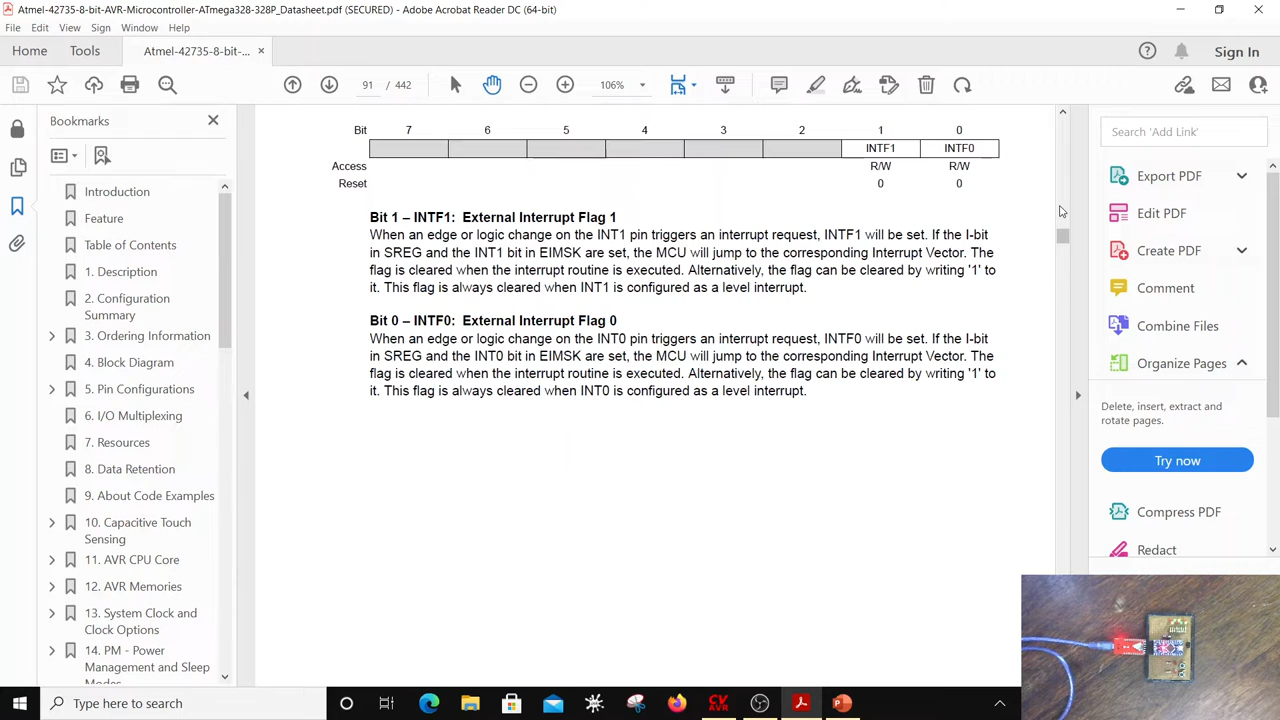 Atmel-42735-8-bit-AVR-Microcontroller-ATmega328-328P_Datasheet.pdf (SECURED) - Adobe Acrobat Reader DC (64-bit)
File Edit View Sign Window Help
Home Tools Atmel-42735-8-bit-... × Sign In
91 / 442 106%
Bookmarks
Introduction
Feature
Table of Contents
1. Description
2. Configuration
Summary
3. Ordering Information
4. Block Diagram
5. Pin Configurations
6. I/O Multiplexing
7. Resources
8. Data Retention
9. About Code Examples
10. Capacitive Touch
Sensing
11. AVR CPU Core
12. AVR Memories
13. System Clock and
Clock Options
14. PM - Power
Management and Sleep
Modes
Bit 7 6 5 4 3 2 1 0
INTF1 INTF0
Access R/W R/W
Reset 0 0
Bit 1 – INTF1: External Interrupt Flag 1
When an edge or logic change on the INT1 pin triggers an interrupt request, INTF1 will be set. If the I-bit
in SREG and the INT1 bit in EIMSK are set, the MCU will jump to the corresponding Interrupt Vector. The
flag is cleared when the interrupt routine is executed. Alternatively, the flag can be cleared by writing '1' to
it. This flag is always cleared when INT1 is configured as a level interrupt.
Bit 0 – INTF0: External Interrupt Flag 0
When an edge or logic change on the INT0 pin triggers an interrupt request, INTF0 will be set. If the I-bit
in SREG and the INT0 bit in EIMSK are set, the MCU will jump to the corresponding Interrupt Vector. The
flag is cleared when the interrupt routine is executed. Alternatively, the flag can be cleared by writing '1' to
it. This flag is always cleared when INT0 is configured as a level interrupt.
Search 'Add Link'
Export PDF
Edit PDF
Create PDF
Comment
Combine Files
Organize Pages
Delete, insert, extract and
rotate pages.
Try now
Compress PDF
Redact
Type here to search
CV
AVR